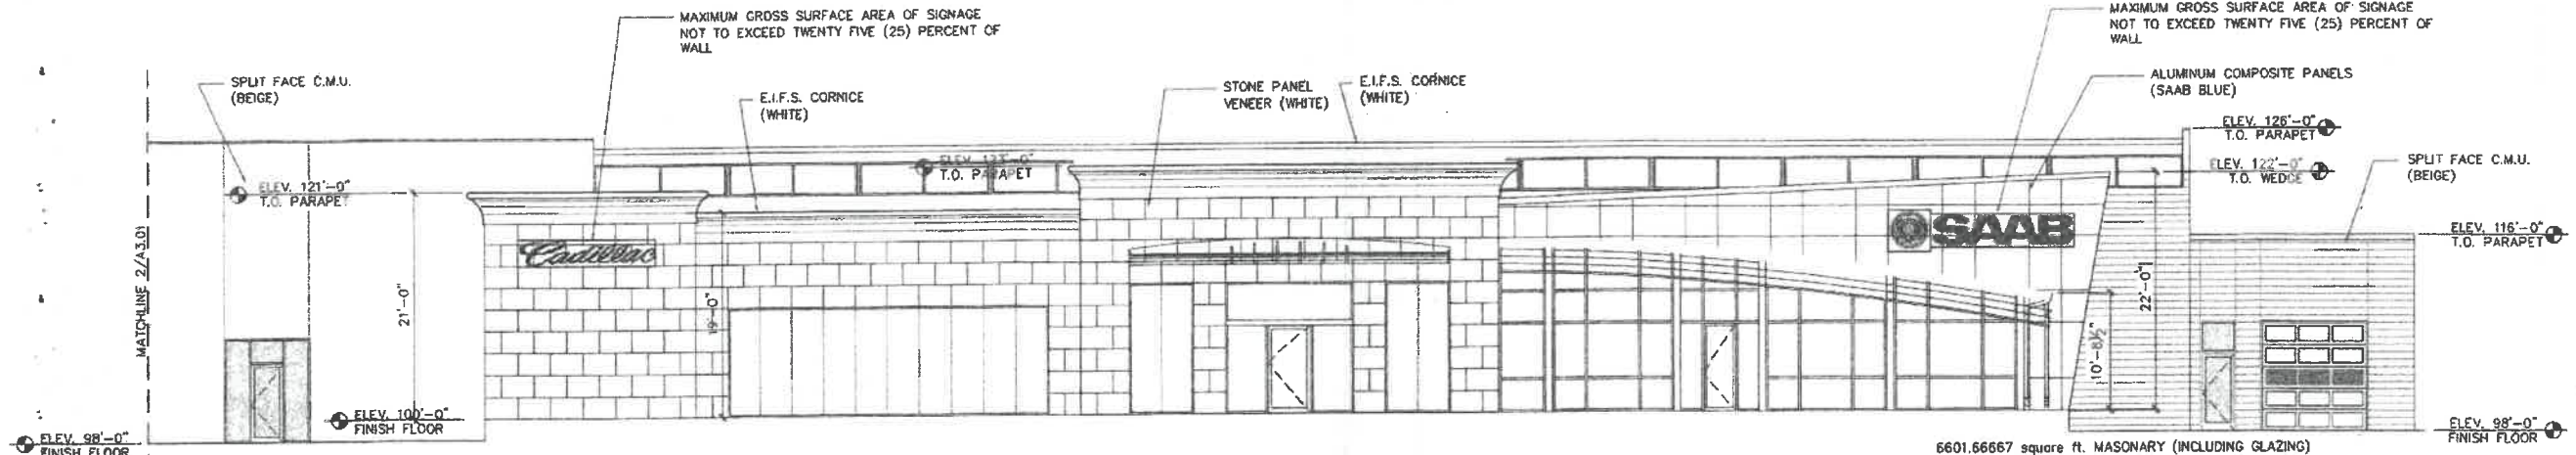 MAXIMUM GROSS SURFACE AREA OF SIGNAGE
NOT TO EXCEED TWENTY FIVE (25) PERCENT OF
WALL
MAXIMUM GROSS SURFACE AREA OF SIGNAGE
NOT TO EXCEED TWENTY FIVE (25) PERCENT OF
WALL
SPLIT FACE C.M.U.
(BEIGE)
E.I.F.S. CORNICE
(WHITE)
STONE PANEL
VENEER (WHITE)
E.I.F.S. CORNICE
(WHITE)
ALUMINUM COMPOSITE PANELS
(SAAB BLUE)
ELEV. 126'-0"
T.O. PARAPET
ELEV. 123'-0"
T.O. PARAPET
ELEV. 122'-0"
T.O. WEDGE
SPLIT FACE C.M.U.
(BEIGE)
ELEV. 121'-0"
T.O. PARAPET
MATCHLINE 2/A3.01
Cadillac
SAAB
ELEV. 116'-0"
T.O. PARAPET
21'-0"
19'-0"
22'-0"
10'-8½"
ELEV. 100'-0"
FINISH FLOOR
ELEV. 98'-0"
FINISH FLOOR
ELEV. 98'-0"
FINISH FLOOR
6601.66667 square ft. MASONARY (INCLUDING GLAZING)